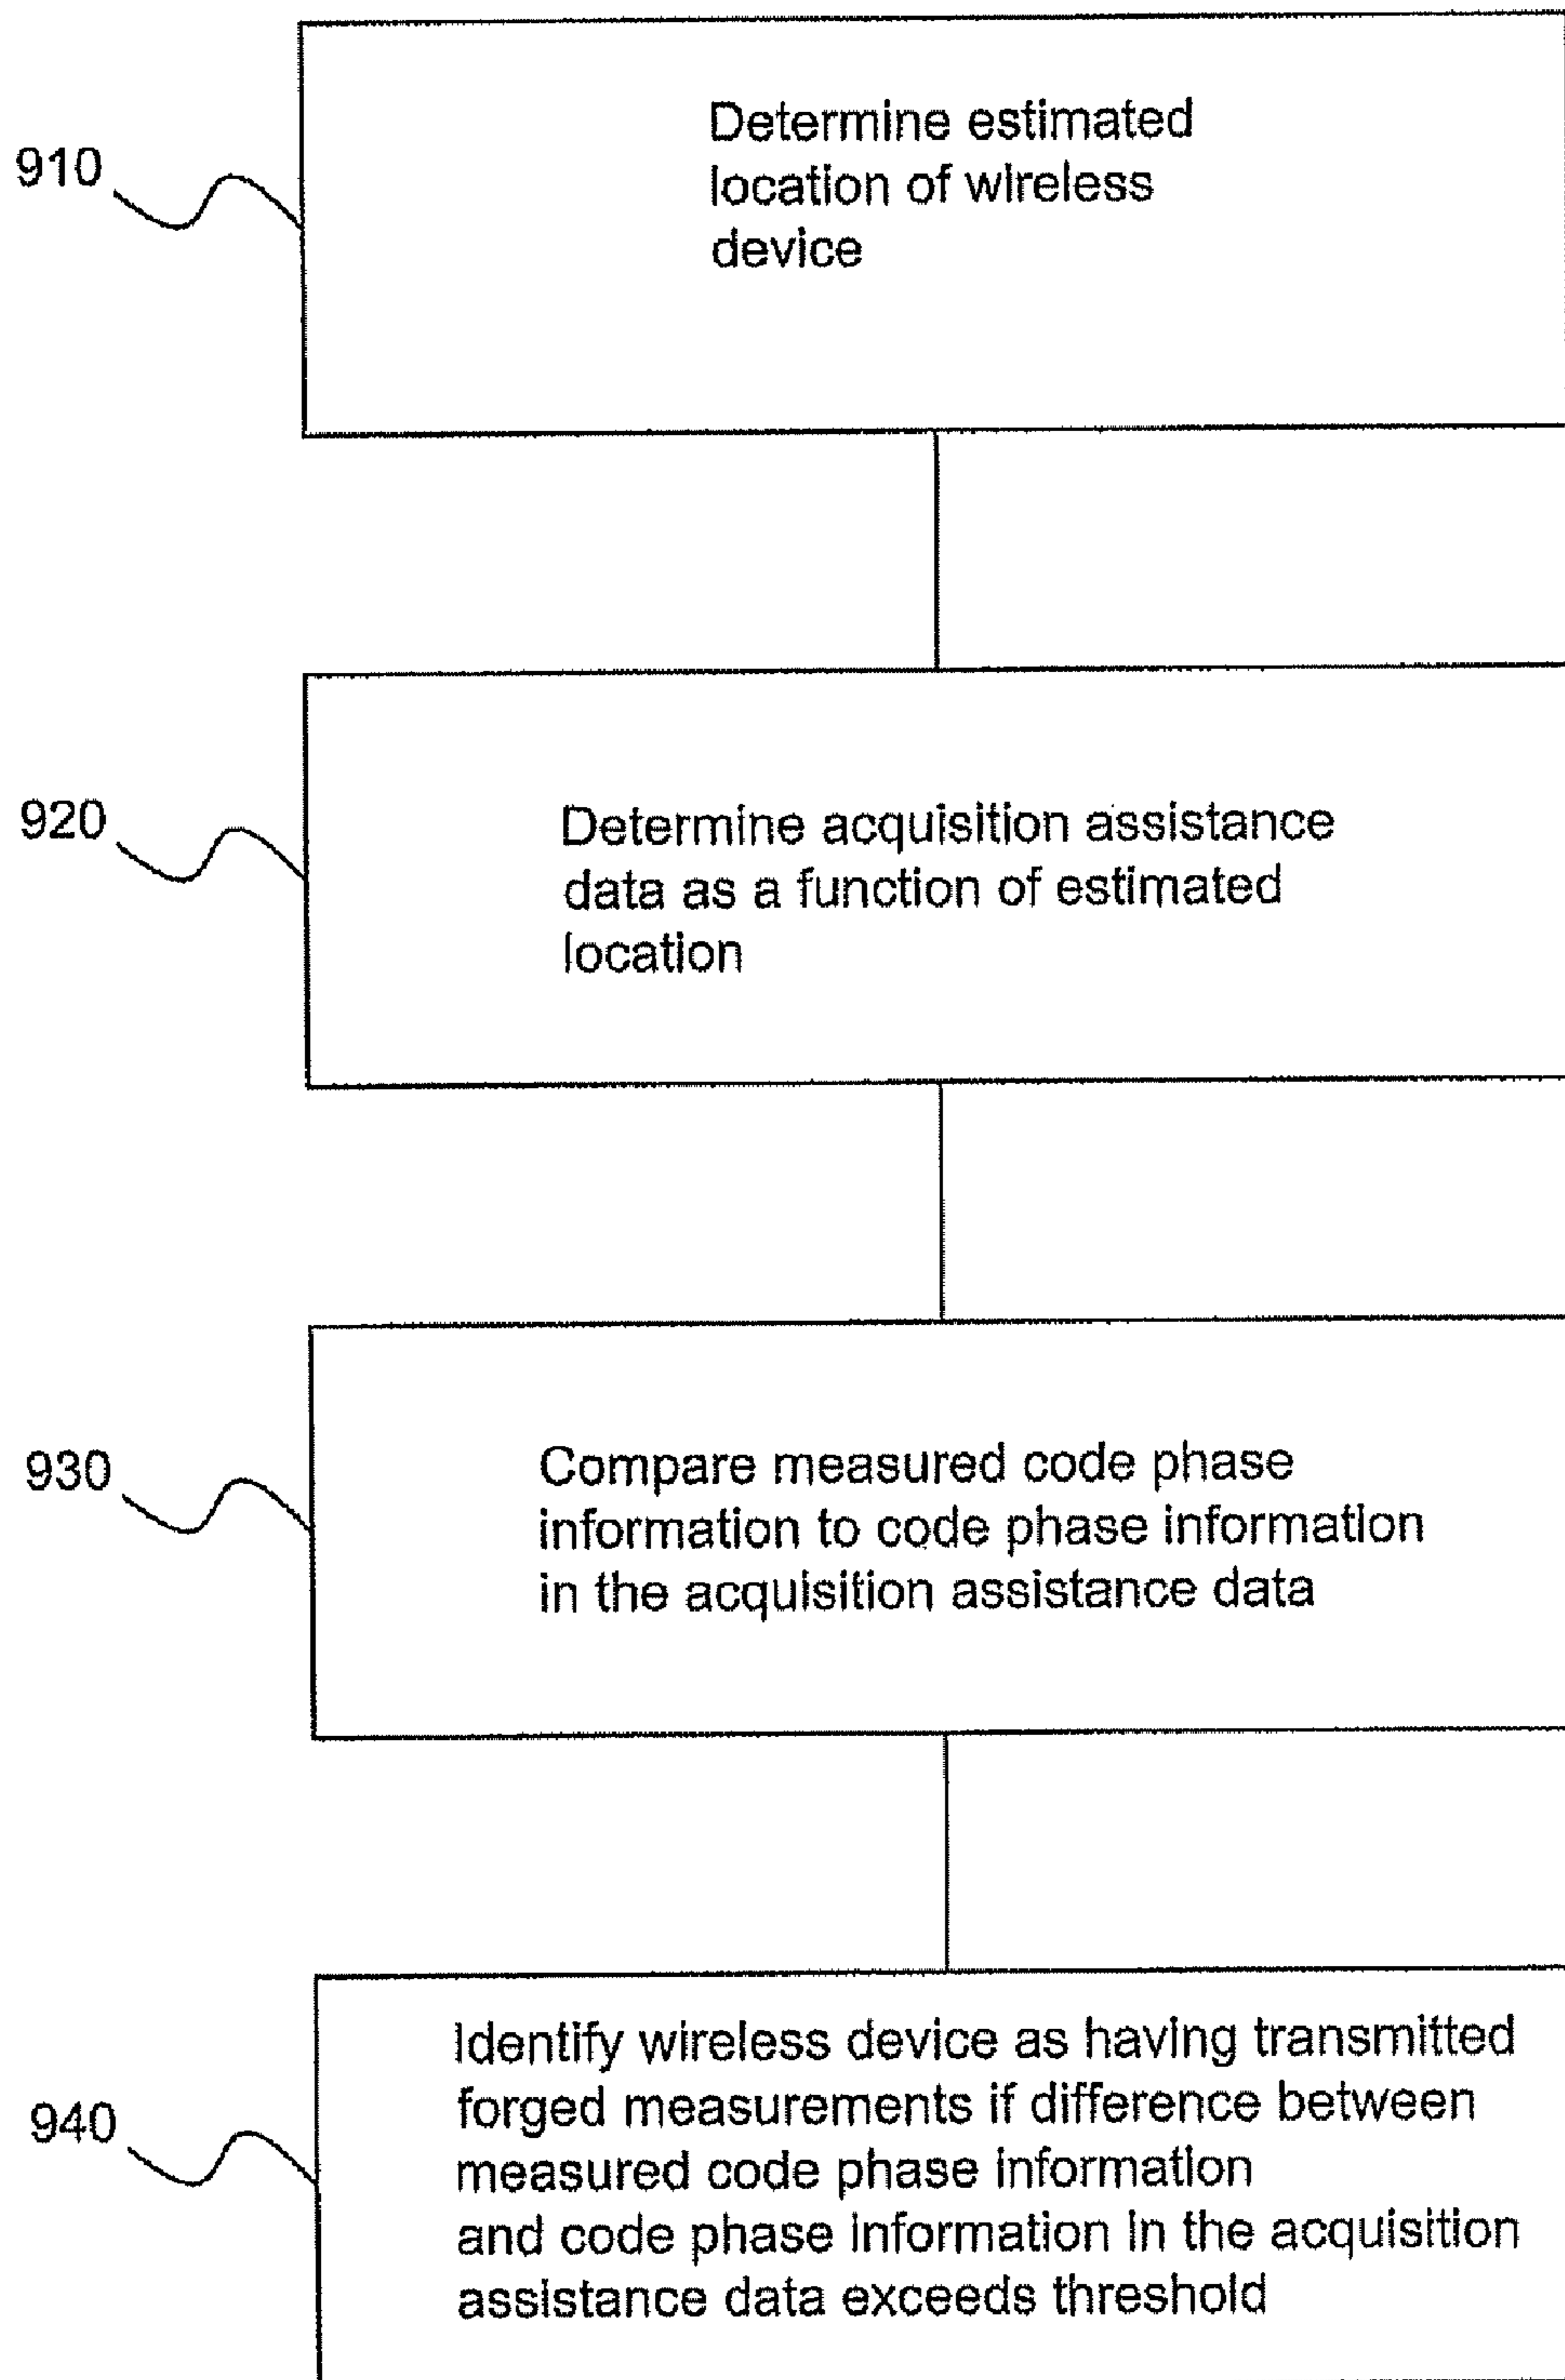 910
Determine estimated
location of wireless
device
920
Determine acquisition assistance
data as a function of estimated
location
930
Compare measured code phase
information to code phase information
in the acquisition assistance data
940
Identify wireless device as having transmitted
forged measurements if difference between
measured code phase information
and code phase information in the acquisition
assistance data exceeds threshold